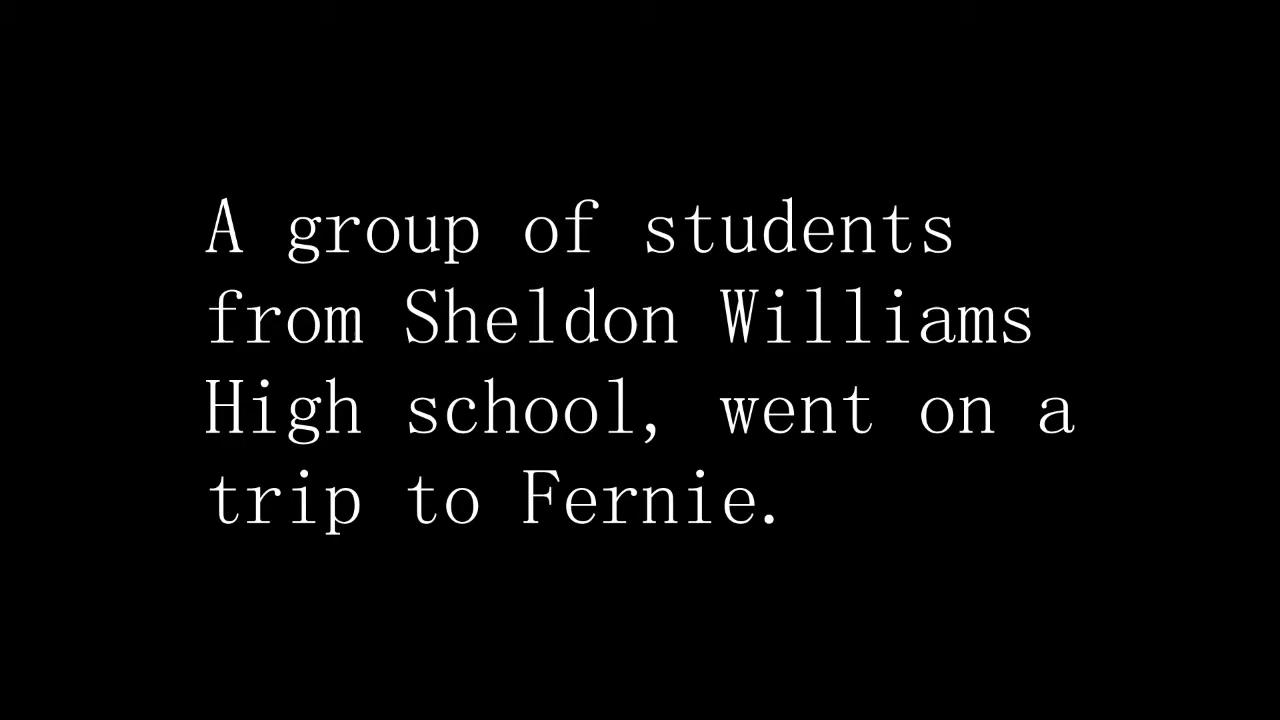 A group of students
from Sheldon Williams
High school, went on a
trip to Fernie.